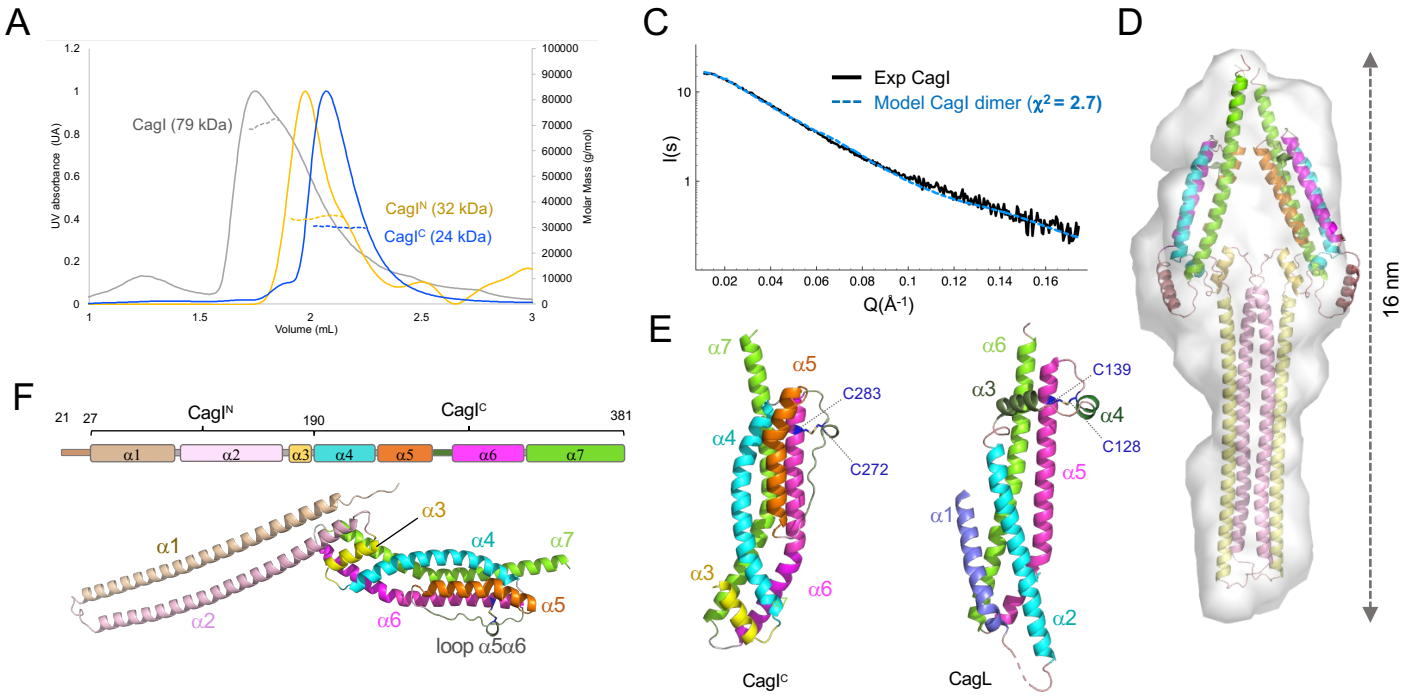 A
UV absorbance (UA)
1.2
1
0.8
0.6
0.4
0.2
0
1
1.5
2
2.5
3
Volume (mL)
100000
90000
80000
70000
60000
50000
40000
30000
20000
10000
0
Molar Mass (g/mol)
CagI (79 kDa)
CagIᴺ (32 kDa)
CagIᶜ (24 kDa)
C
I(s)
10
1
Exp CagI
Model CagI dimer (χ² = 2.7)
0.02
0.04
0.06
0.08
0.1
0.12
0.14
0.16
Q(Å⁻¹)
D
16 nm
E
α7
α5
C283
α4
C272
α3
α6
CagIᶜ
α6
C139
α3
α4
C128
α5
α1
α2
CagL
F
21 27 CagIᴺ 190 CagIᶜ 381
α1 α2 α3 α4 α5 α6 α7
α3
α1
α4
α7
α2
α6
α5
loop α5α6